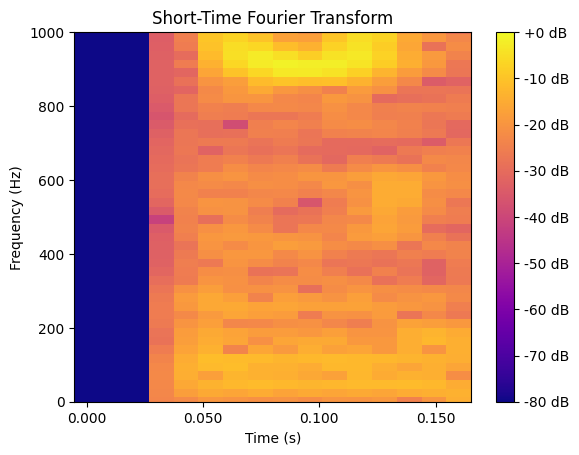 Short-Time Fourier Transform
1000
800
600
400
200
0
Frequency (Hz)
0.000
0.050
0.100
0.150
Time (s)
+0 dB
-10 dB
-20 dB
-30 dB
-40 dB
-50 dB
-60 dB
-70 dB
-80 dB